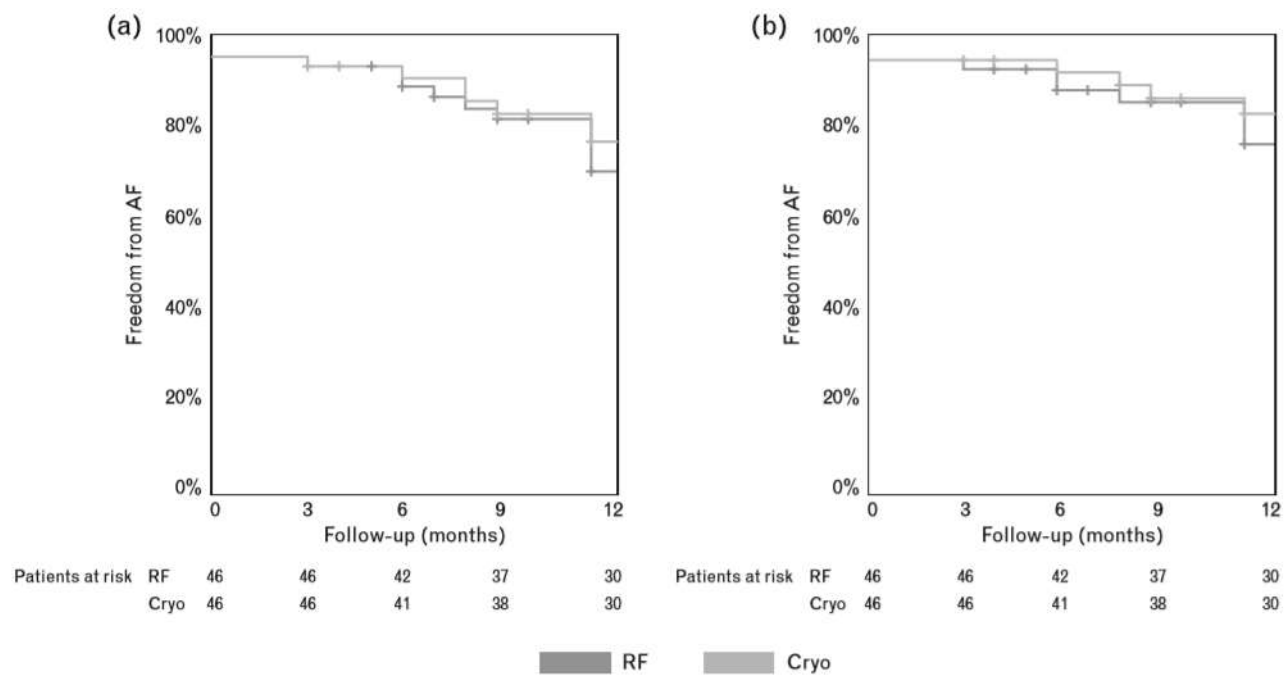 (a)
100%
80%
60%
40%
20%
0%
Freedom from AF
0 3 6 9 12
Follow-up (months)
Patients at risk RF 46 46 42 37 30
Cryo 46 46 41 38 30
(b)
100%
80%
60%
40%
20%
0%
Freedom from AF
0 3 6 9 12
Follow-up (months)
Patients at risk RF 46 46 42 37 30
Cryo 46 46 41 38 30
RF Cryo